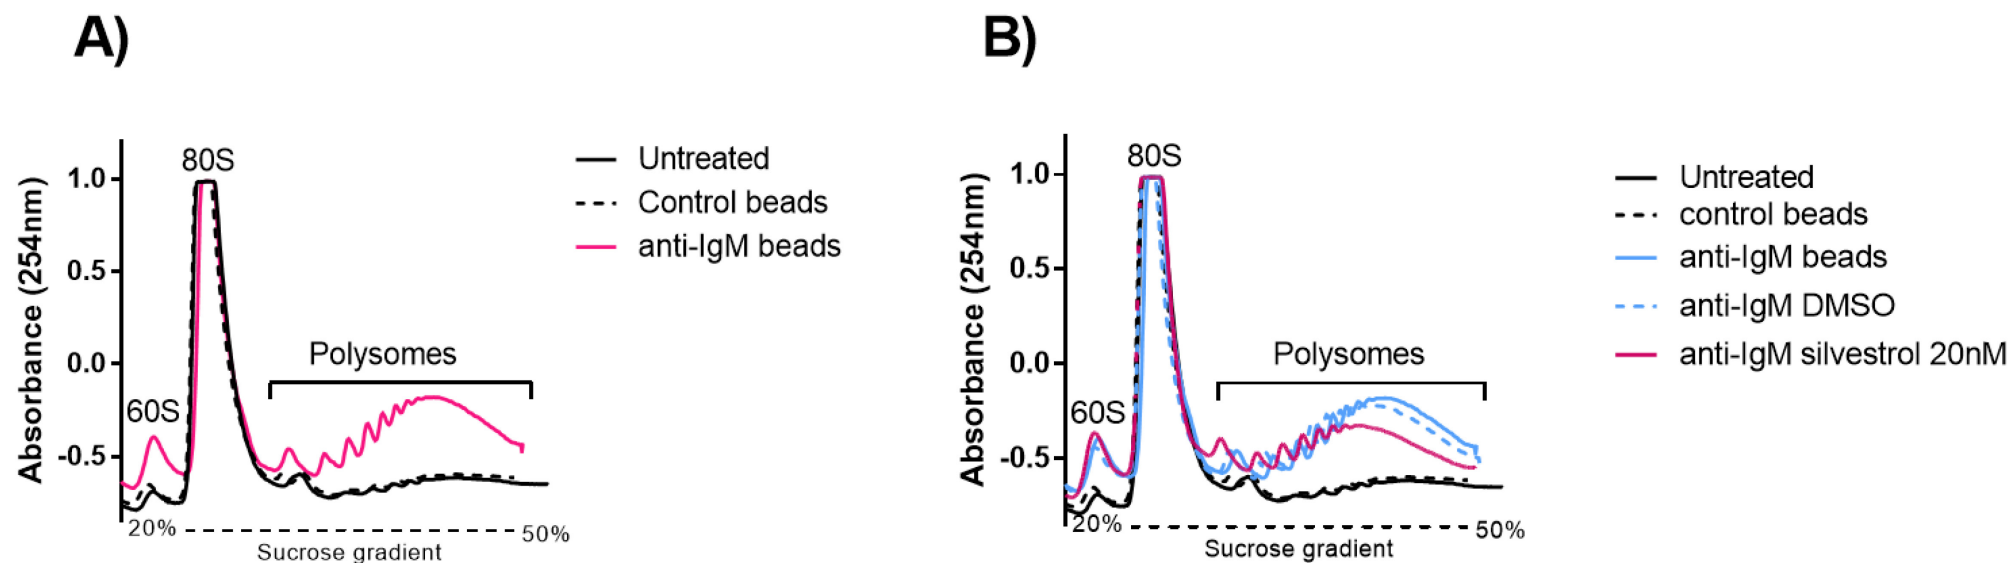 A)
Absorbance (254nm)
1.0
0.5
0.0
-0.5
80S
60S
Polysomes
20%
50%
Sucrose gradient
Untreated
Control beads
anti-IgM beads
B)
Absorbance (254nm)
1.0
0.5
0.0
-0.5
80S
60S
Polysomes
20%
50%
Sucrose gradient
Untreated
control beads
anti-IgM beads
anti-IgM DMSO
anti-IgM silvestrol 20nM